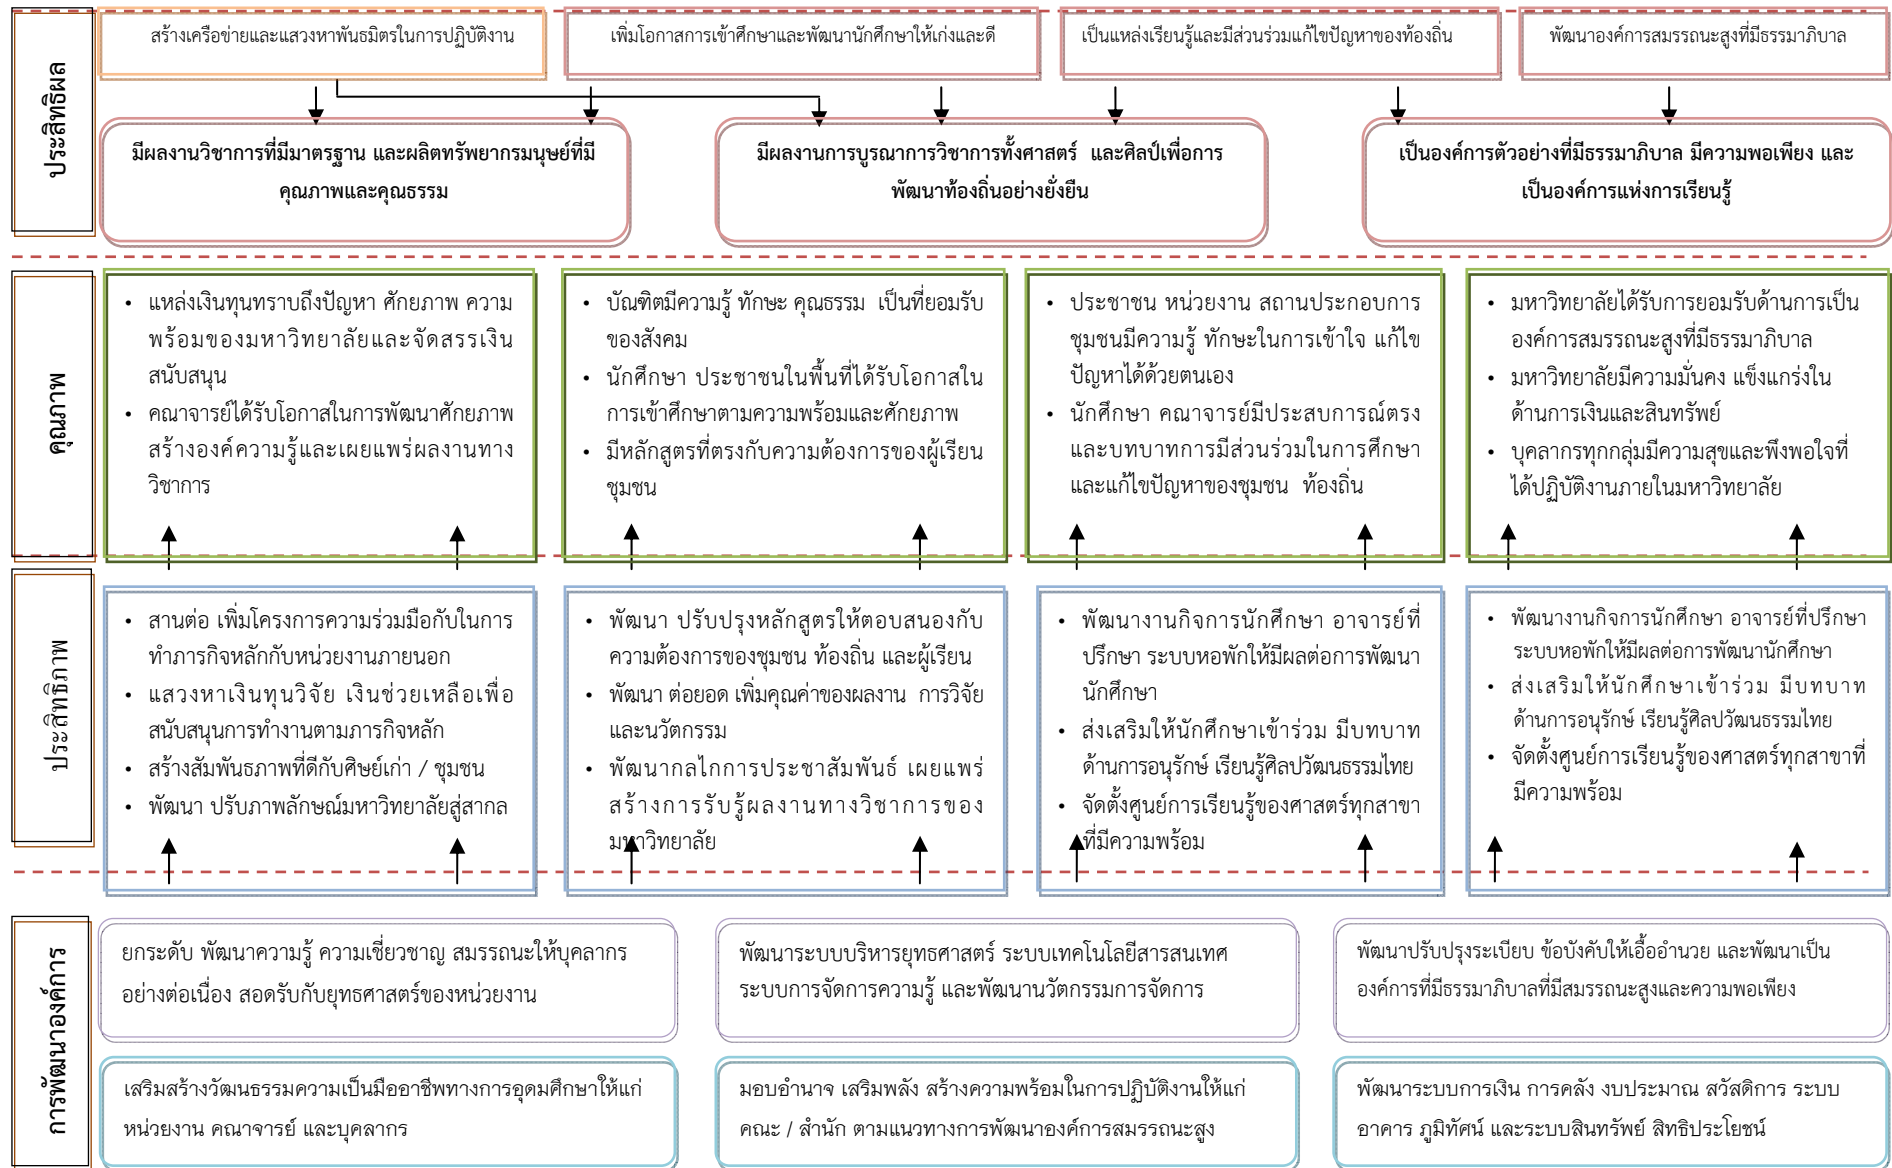 ประสิทธิผล
สร้างเครือข่ายและแสวงหาพันธมิตรในการปฏิบัติงาน
เพิ่มโอกาสการเข้าศึกษาและพัฒนานักศึกษาให้เก่งและดี
เป็นแหล่งเรียนรู้และมีส่วนร่วมแก้ไขปัญหาของท้องถิ่น
พัฒนาองค์การสมรรถนะสูงที่มีธรรมาภิบาล
มีผลงานวิชาการที่มีมาตรฐาน และผลิตทรัพยากรมนุษย์ที่มี
คุณภาพและคุณธรรม
มีผลงานการบูรณาการวิชาการทั้งศาสตร์ และศิลป์เพื่อการ
พัฒนาท้องถิ่นอย่างยั่งยืน
เป็นองค์การตัวอย่างที่มีธรรมาภิบาล มีความพอเพียง และ
เป็นองค์การแห่งการเรียนรู้
คุณภาพ
• แหล่งเงินทุนทราบถึงปัญหา ศักยภาพ ความ
พร้อมของมหาวิทยาลัยและจัดสรรเงิน
สนับสนุน
• คณาจารย์ได้รับโอกาสในการพัฒนาศักยภาพ
สร้างองค์ความรู้และเผยแพร่ผลงานทาง
วิชาการ
• บัณฑิตมีความรู้ ทักษะ คุณธรรม เป็นที่ยอมรับ
ของสังคม
• นักศึกษา ประชาชนในพื้นที่ได้รับโอกาสใน
การเข้าศึกษาตามความพร้อมและศักยภาพ
• มีหลักสูตรที่ตรงกับความต้องการของผู้เรียน
ชุมชน
• ประชาชน หน่วยงาน สถานประกอบการ
ชุมชนมีความรู้ ทักษะในการเข้าใจ แก้ไข
ปัญหาได้ด้วยตนเอง
• นักศึกษา คณาจารย์มีประสบการณ์ตรง
และบทบาทการมีส่วนร่วมในการศึกษา
และแก้ไขปัญหาของชุมชน ท้องถิ่น
• มหาวิทยาลัยได้รับการยอมรับด้านการเป็น
องค์การสมรรถนะสูงที่มีธรรมาภิบาล
• มหาวิทยาลัยมีความมั่นคง แข็งแกร่งใน
ด้านการเงินและสินทรัพย์
• บุคลากรทุกกลุ่มมีความสุขและพึงพอใจที่
ได้ปฏิบัติงานภายในมหาวิทยาลัย
ประสิทธิภาพ
• สานต่อ เพิ่มโครงการความร่วมมือกับในการ
ทำภารกิจหลักกับหน่วยงานภายนอก
• แสวงหาเงินทุนวิจัย เงินช่วยเหลือเพื่อ
สนับสนุนการทำงานตามภารกิจหลัก
• สร้างสัมพันธภาพที่ดีกับศิษย์เก่า / ชุมชน
• พัฒนา ปรับภาพลักษณ์มหาวิทยาลัยสู่สากล
• พัฒนา ปรับปรุงหลักสูตรให้ตอบสนองกับ
ความต้องการของชุมชน ท้องถิ่น และผู้เรียน
• พัฒนา ต่อยอด เพิ่มคุณค่าของผลงาน การวิจัย
และนวัตกรรม
• พัฒนากลไกการประชาสัมพันธ์ เผยแพร่
สร้างการรับรู้ผลงานทางวิชาการของ
มหาวิทยาลัย
• พัฒนางานกิจการนักศึกษา อาจารย์ที่
ปรึกษา ระบบหอพักให้มีผลต่อการพัฒนา
นักศึกษา
• ส่งเสริมให้นักศึกษาเข้าร่วม มีบทบาท
ด้านการอนุรักษ์ เรียนรู้ศิลปวัฒนธรรมไทย
• จัดตั้งศูนย์การเรียนรู้ของศาสตร์ทุกสาขา
ที่มีความพร้อม
• พัฒนางานกิจการนักศึกษา อาจารย์ที่ปรึกษา
ระบบหอพักให้มีผลต่อการพัฒนานักศึกษา
• ส่งเสริมให้นักศึกษาเข้าร่วม มีบทบาท
ด้านการอนุรักษ์ เรียนรู้ศิลปวัฒนธรรมไทย
• จัดตั้งศูนย์การเรียนรู้ของศาสตร์ทุกสาขาที่
มีความพร้อม
การพัฒนาองค์การ
ยกระดับ พัฒนาความรู้ ความเชี่ยวชาญ สมรรถนะให้บุคลากร
อย่างต่อเนื่อง สอดรับกับยุทธศาสตร์ของหน่วยงาน
พัฒนาระบบบริหารยุทธศาสตร์ ระบบเทคโนโลยีสารสนเทศ
ระบบการจัดการความรู้ และพัฒนานวัตกรรมการจัดการ
พัฒนาปรับปรุงระเบียบ ข้อบังคับให้เอื้ออำนวย และพัฒนาเป็น
องค์การที่มีธรรมาภิบาลที่มีสมรรถนะสูงและความพอเพียง
เสริมสร้างวัฒนธรรมความเป็นมืออาชีพทางการอุดมศึกษาให้แก่
หน่วยงาน คณาจารย์ และบุคลากร
มอบอำนาจ เสริมพลัง สร้างความพร้อมในการปฏิบัติงานให้แก่
คณะ / สำนัก ตามแนวทางการพัฒนาองค์การสมรรถนะสูง
พัฒนาระบบการเงิน การคลัง งบประมาณ สวัสดิการ ระบบ
อาคาร ภูมิทัศน์ และระบบสินทรัพย์ สิทธิประโยชน์